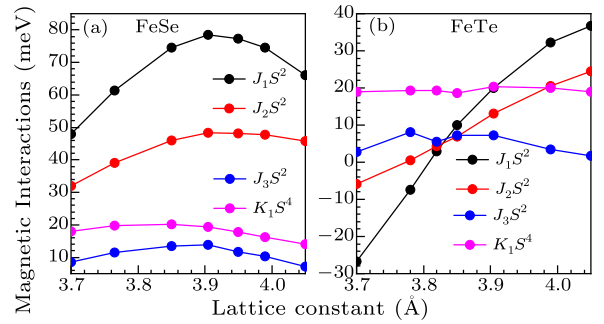 Magnetic Interactions (meV)
(a) FeSe
80
70
60
50
40
30
20
10
J₁S²
J₂S²
J₃S²
K₁S⁴
3.7 3.8 3.9 4.0
(b) FeTe
40
30
20
10
0
−10
−20
−30
J₁S²
J₂S²
J₃S²
K₁S⁴
3.7 3.8 3.9 4.0
Lattice constant (Å)